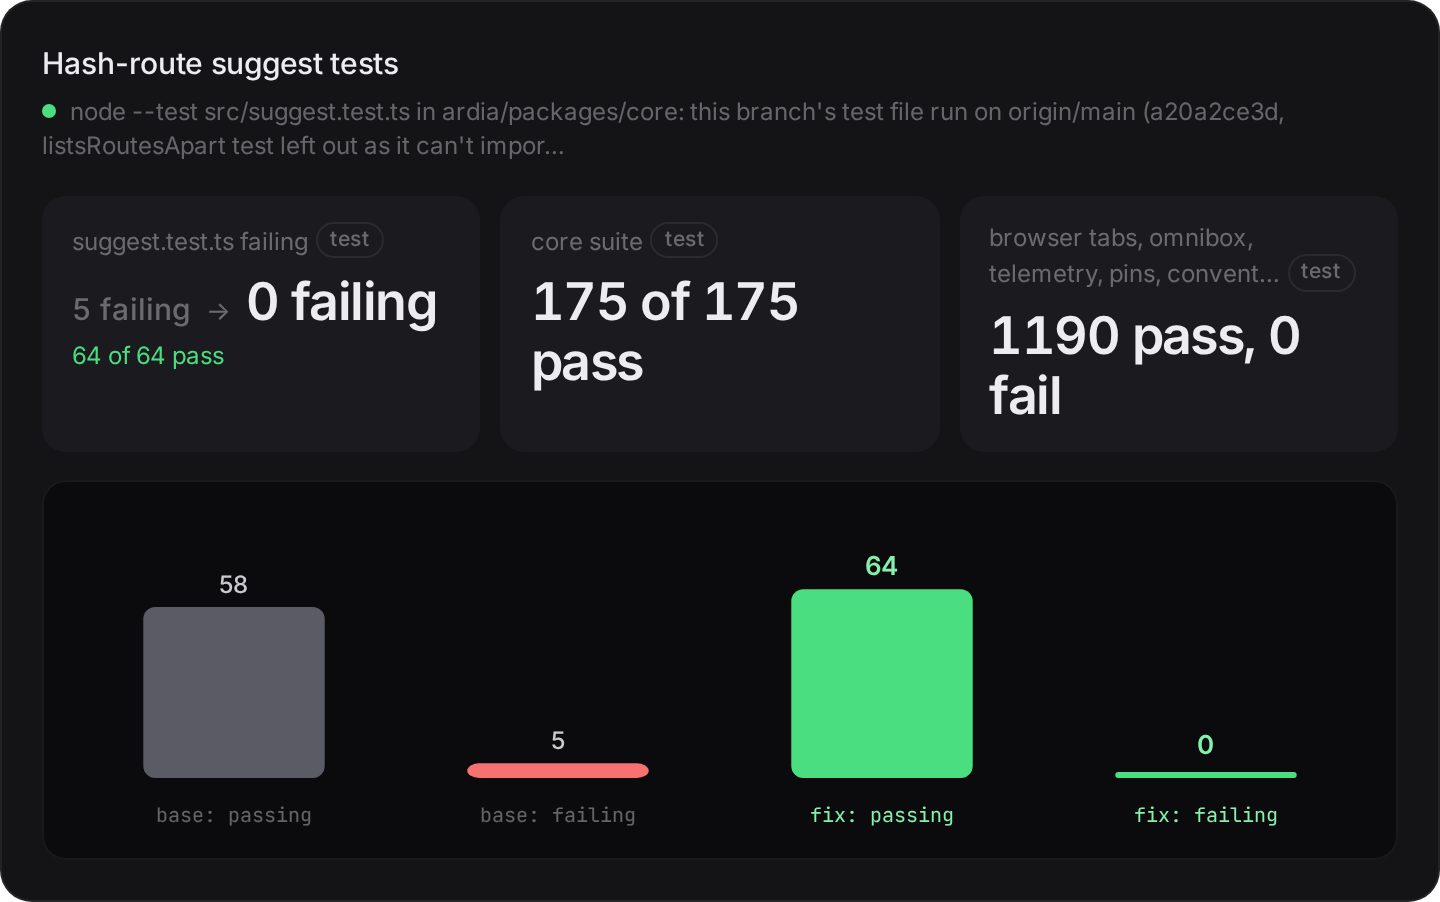 Hash-route suggest tests
node --test src/suggest.test.ts in ardia/packages/core: this branch's test file run on origin/main (a20a2ce3d,
listsRoutesApart test left out as it can't impor...
suggest.test.ts failing test
5 failing → 0 failing
64 of 64 pass
core suite test
175 of 175
pass
browser tabs, omnibox,
telemetry, pins, convent... test
1190 pass, 0
fail
58
5
64
0
base: passing
base: failing
fix: passing
fix: failing